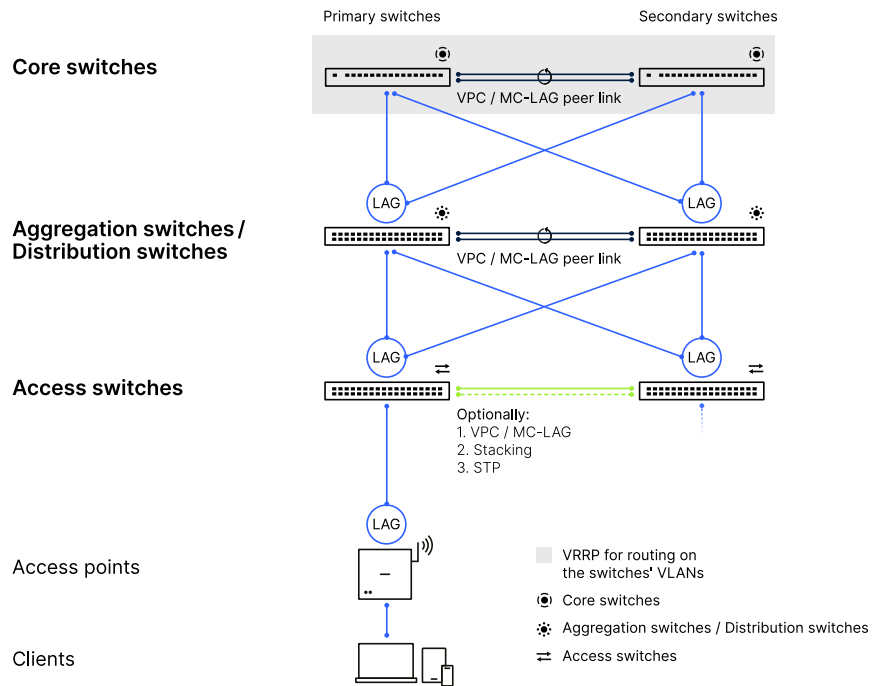 Primary switches
Secondary switches
Core switches
VPC / MC-LAG peer link
LAG
LAG
Aggregation switches /
Distribution switches
VPC / MC-LAG peer link
LAG
LAG
Access switches
Optionally:
1. VPC / MC-LAG
2. Stacking
3. STP
LAG
Access points
VRRP for routing on
the switches' VLANs
Core switches
Aggregation switches / Distribution switches
Access switches
Clients